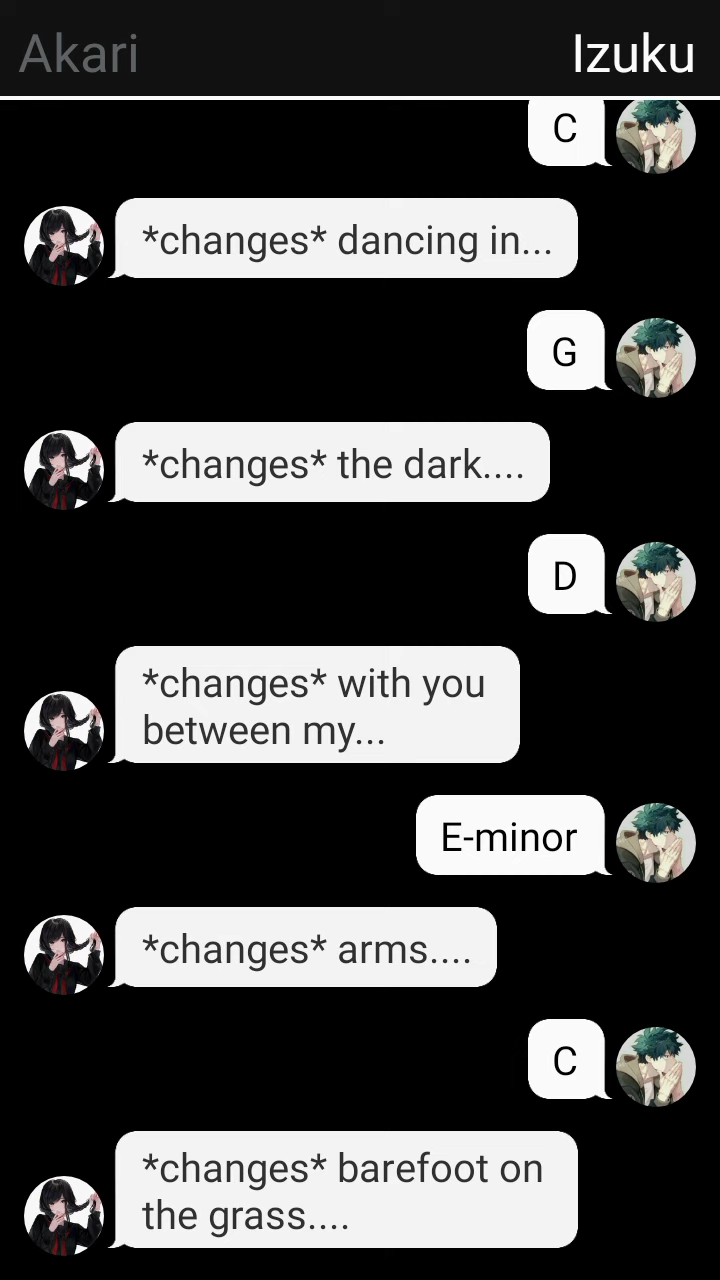 Akari
Izuku
C
*changes* dancing in...
G
*changes* the dark....
D
*changes* with you
between my...
E-minor
*changes* arms....
C
*changes* barefoot on
the grass....